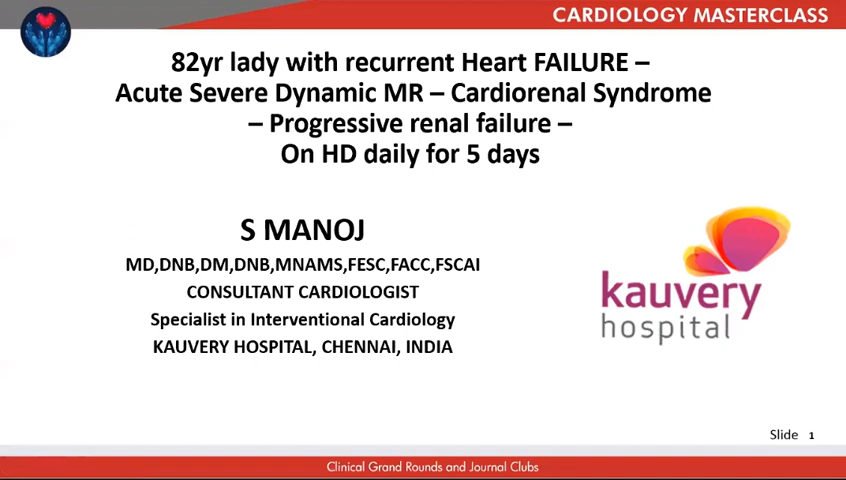 CARDIOLOGY MASTERCLASS
82yr lady with recurrent Heart FAILURE –
Acute Severe Dynamic MR – Cardiorenal Syndrome
– Progressive renal failure –
On HD daily for 5 days
S MANOJ
MD,DNB,DM,DNB,MNAMS,FESC,FACC,FSCAI
CONSULTANT CARDIOLOGIST
Specialist in Interventional Cardiology
KAUVERY HOSPITAL, CHENNAI, INDIA
kauvery
hospital
Slide 1
Clinical Grand Rounds and Journal Clubs